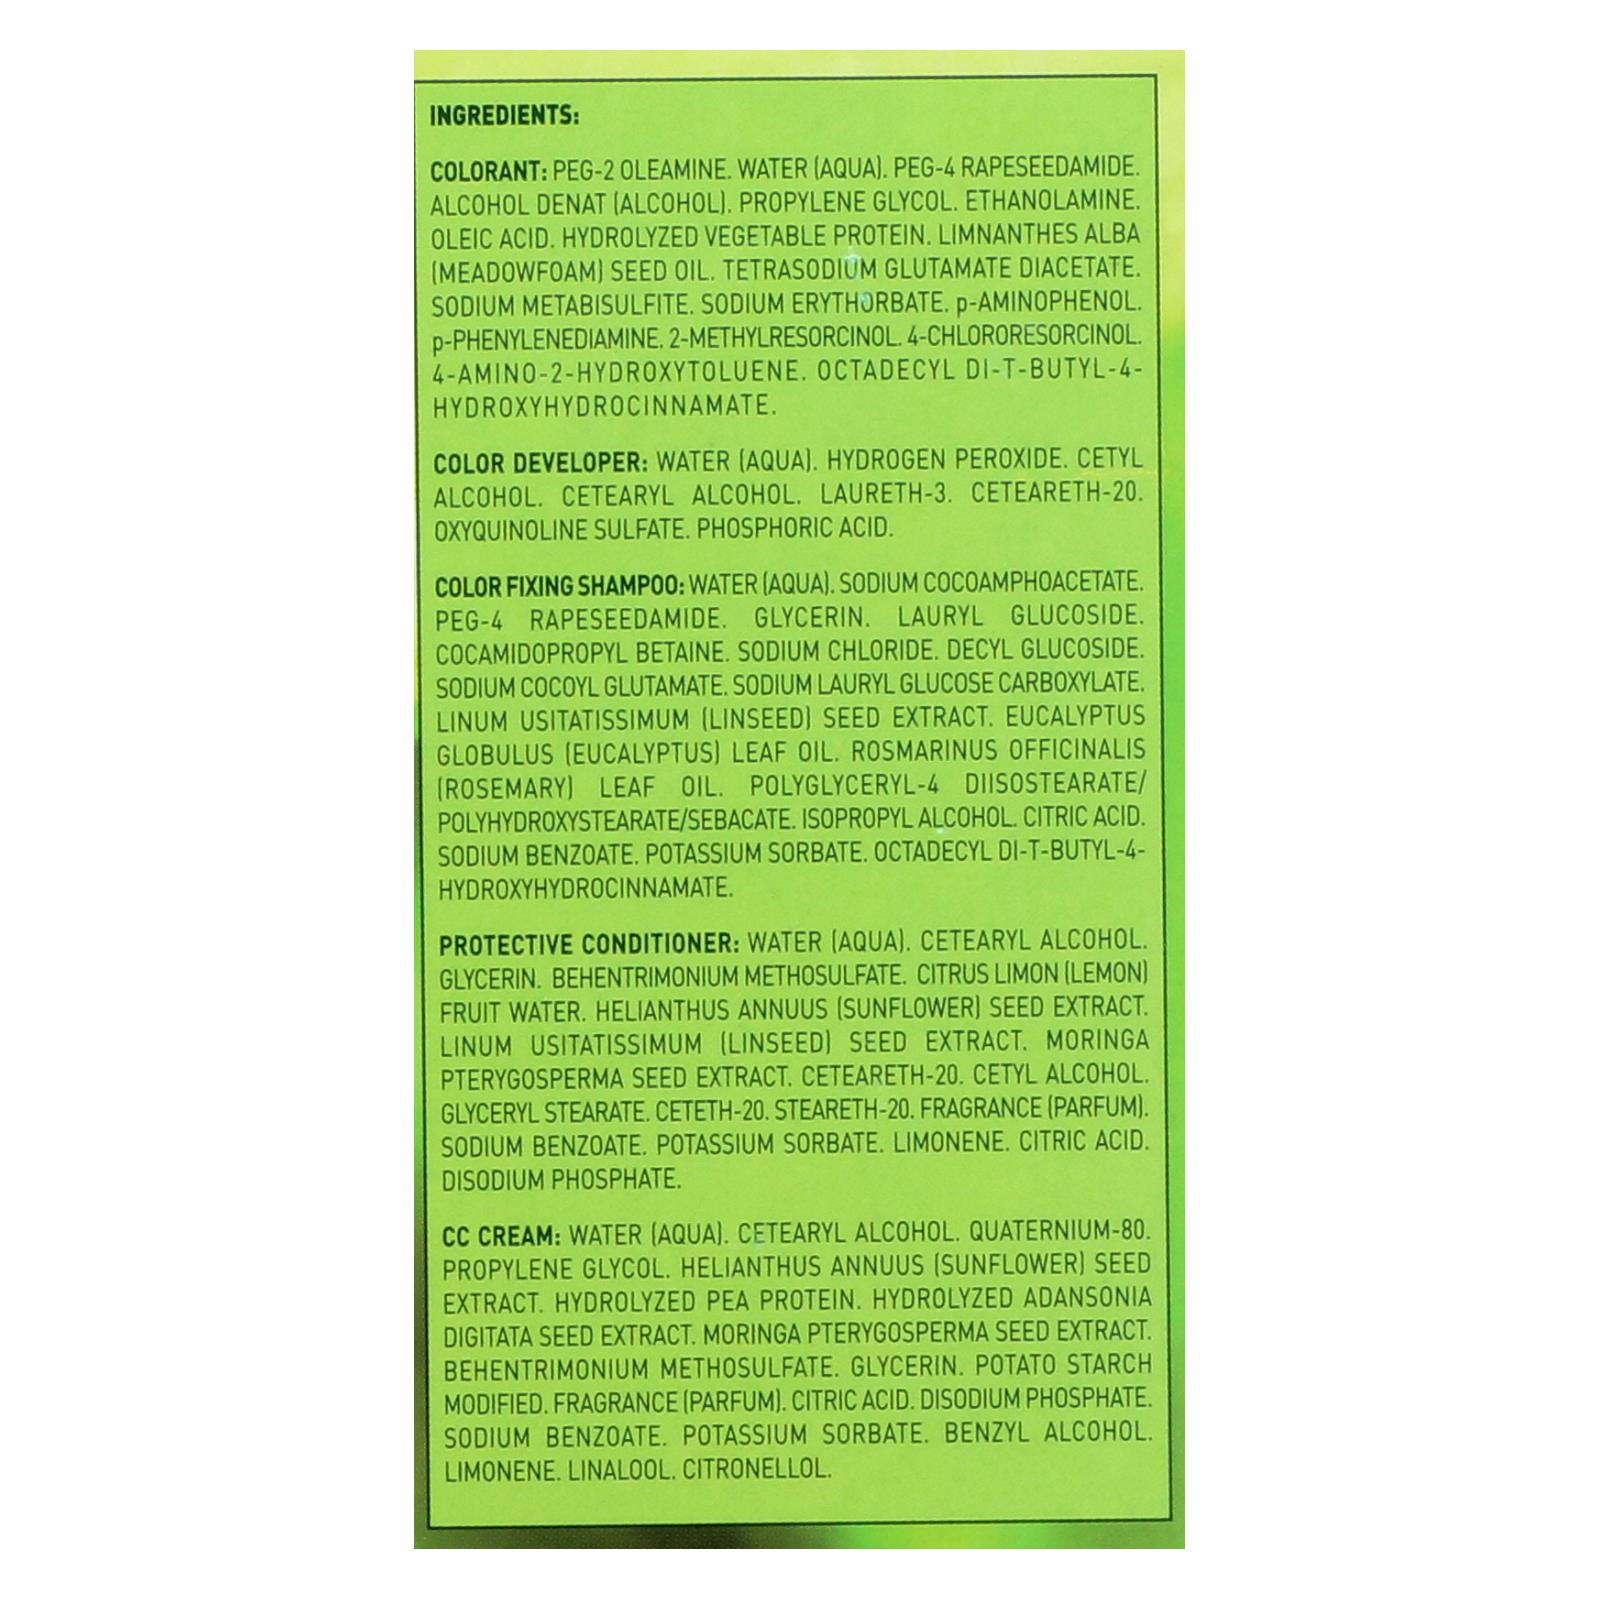 INGREDIENTS:
COLORANT: PEG-2 OLEAMINE. WATER (AQUA). PEG-4 RAPESEEDAMIDE.
ALCOHOL DENAT (ALCOHOL). PROPYLENE GLYCOL. ETHANOLAMINE.
OLEIC ACID. HYDROLYZED VEGETABLE PROTEIN. LIMNANTHES ALBA
(MEADOWFOAM) SEED OIL. TETRASODIUM GLUTAMATE DIACETATE.
SODIUM METABISULFITE. SODIUM ERYTHORBATE. p-AMINOPHENOL.
p-PHENYLENEDIAMINE. 2-METHYLRESORCINOL. 4-CHLORORESORCINOL.
4-AMINO-2-HYDROXYTOLUENE. OCTADECYL DI-T-BUTYL-4-
HYDROXYHYDROCINNAMATE.
COLOR DEVELOPER: WATER (AQUA). HYDROGEN PEROXIDE. CETYL
ALCOHOL. CETEARYL ALCOHOL. LAURETH-3. CETEARETH-20.
OXYQUINOLINE SULFATE. PHOSPHORIC ACID.
COLOR FIXING SHAMPOO: WATER (AQUA). SODIUM COCOAMPHOACETATE.
PEG-4 RAPESEEDAMIDE. GLYCERIN. LAURYL GLUCOSIDE.
COCAMIDOPROPYL BETAINE. SODIUM CHLORIDE. DECYL GLUCOSIDE.
SODIUM COCOYL GLUTAMATE. SODIUM LAURYL GLUCOSE CARBOXYLATE.
LINUM USITATISSIMUM (LINSEED) SEED EXTRACT. EUCALYPTUS
GLOBULUS (EUCALYPTUS) LEAF OIL. ROSMARINUS OFFICINALIS
(ROSEMARY) LEAF OIL. POLYGLYCERYL-4 DIISOSTEARATE/
POLYHYDROXYSTEARATE/SEBACATE. ISOPROPYL ALCOHOL. CITRIC ACID.
SODIUM BENZOATE. POTASSIUM SORBATE. OCTADECYL DI-T-BUTYL-4-
HYDROXYHYDROCINNAMATE.
PROTECTIVE CONDITIONER: WATER (AQUA). CETEARYL ALCOHOL.
GLYCERIN. BEHENTRIMONIUM METHOSULFATE. CITRUS LIMON (LEMON)
FRUIT WATER. HELIANTHUS ANNUUS (SUNFLOWER) SEED EXTRACT.
LINUM USITATISSIMUM (LINSEED) SEED EXTRACT. MORINGA
PTERYGOSPERMA SEED EXTRACT. CETEARETH-20. CETYL ALCOHOL.
GLYCERYL STEARATE. CETETH-20. STEARETH-20. FRAGRANCE (PARFUM).
SODIUM BENZOATE. POTASSIUM SORBATE. LIMONENE. CITRIC ACID.
DISODIUM PHOSPHATE.
CC CREAM: WATER (AQUA). CETEARYL ALCOHOL. QUATERNIUM-80.
PROPYLENE GLYCOL. HELIANTHUS ANNUUS (SUNFLOWER) SEED
EXTRACT. HYDROLYZED PEA PROTEIN. HYDROLYZED ADANSONIA
DIGITATA SEED EXTRACT. MORINGA PTERYGOSPERMA SEED EXTRACT.
BEHENTRIMONIUM METHOSULFATE. GLYCERIN. POTATO STARCH
MODIFIED. FRAGRANCE (PARFUM). CITRIC ACID. DISODIUM PHOSPHATE.
SODIUM BENZOATE. POTASSIUM SORBATE. BENZYL ALCOHOL.
LIMONENE. LINALOOL. CITRONELLOL.